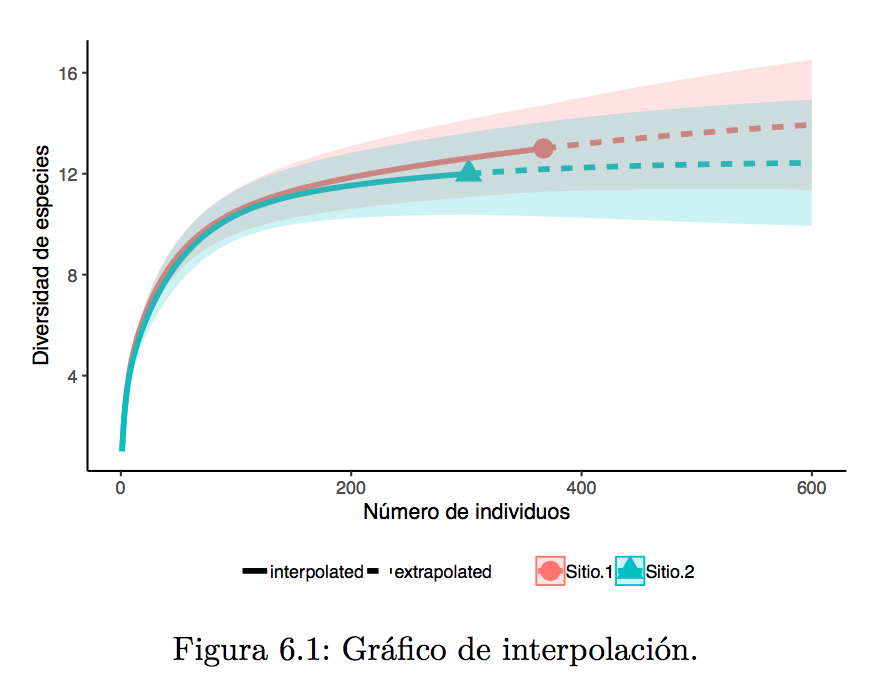 16
12
8
4
Diversidad de especies
0 200 400 600
Número de individuos
interpolated extrapolated Sitio.1 Sitio.2
Figura 6.1: Gráfico de interpolación.